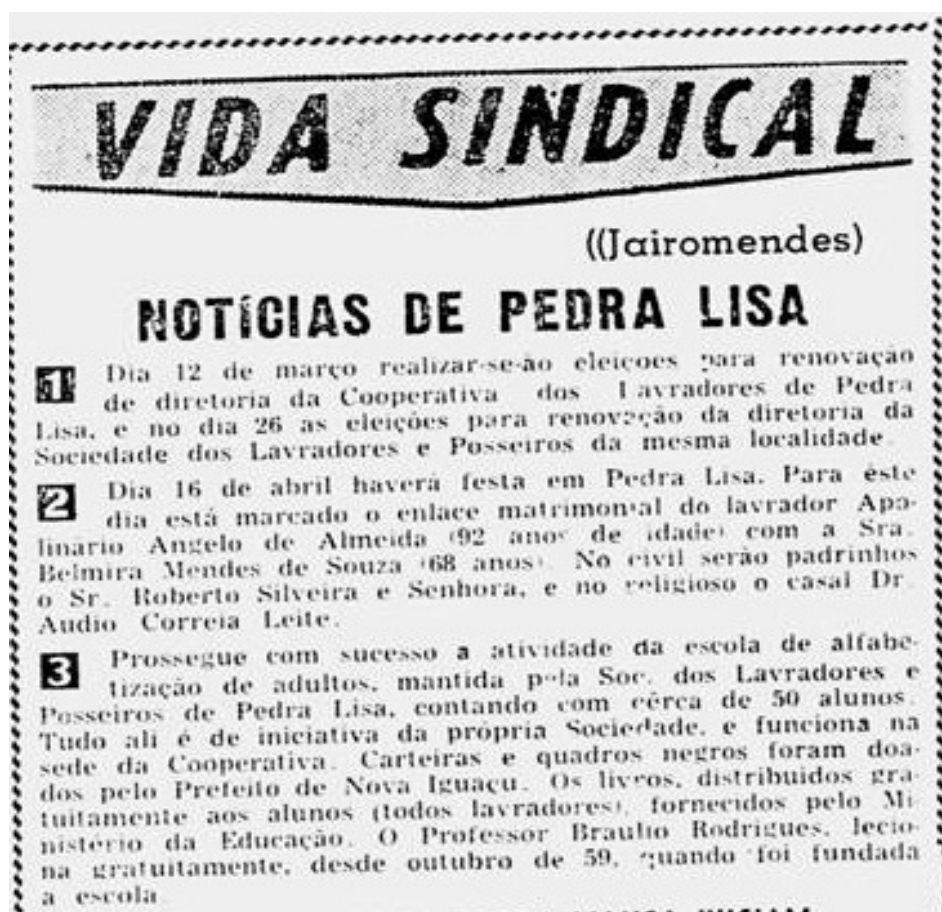 VIDA SINDICAL
((Jairomendes)
NOTÍCIAS DE PEDRA LISA
1 Dia 12 de março realizar-se-ão eleições para renovação
de diretoria da Cooperativa dos Lavradores de Pedra
Lisa, e no dia 26 as eleições para renovação da diretoria da
Sociedade dos Lavradores e Posseiros da mesma localidade.
2 Dia 16 de abril haverá festa em Pedra Lisa. Para êste
dia está marcado o enlace matrimonial do lavrador Apo-
linário Angelo de Almeida (92 anos de idade) com a Sra.
Belmira Mendes de Souza (68 anos). No civil serão padrinhos
o Sr. Roberto Silveira e Senhora, e no religioso o casal Dr.
Audio Correia Leite.
3 Prossegue com sucesso a atividade da escola de alfabe-
tização de adultos, mantida pela Soc. dos Lavradores e
Posseiros de Pedra Lisa, contando com cêrca de 50 alunos.
Tudo ali é de iniciativa da própria Sociedade, e funciona na
sede da Cooperativa. Carteiras e quadros negros foram doa-
dos pelo Prefeito de Nova Iguaçu. Os livros, distribuidos gra-
tuitamente aos alunos (todos lavradores), fornecidos pelo Mi-
nistério da Educação. O Professor Braulio Rodrigues, lecio-
na gratuitamente, desde outubro de 59, quando foi fundada
a escola.